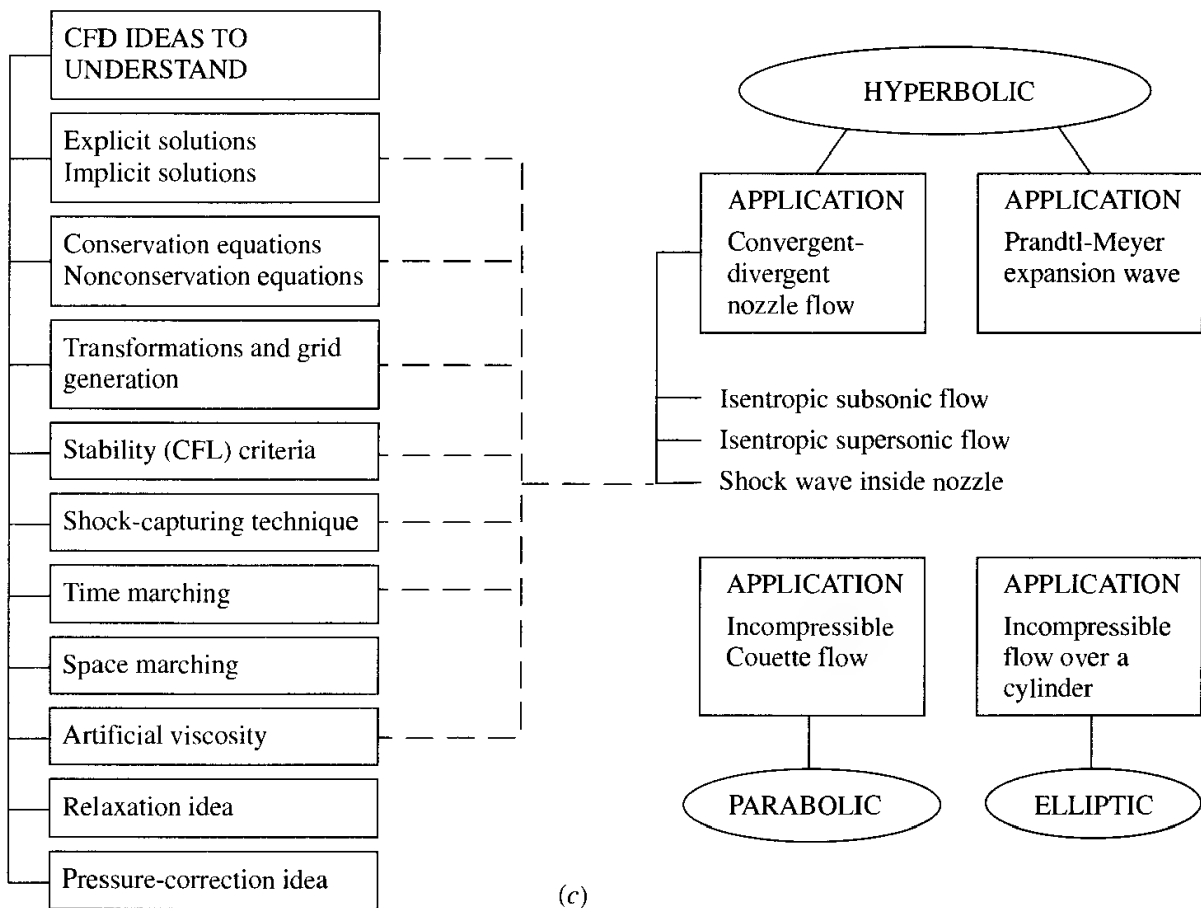 CFD IDEAS TO
UNDERSTAND
Explicit solutions
Implicit solutions
Conservation equations
Nonconservation equations
Transformations and grid
generation
Stability (CFL) criteria
Shock-capturing technique
Time marching
Space marching
Artificial viscosity
Relaxation idea
Pressure-correction idea
HYPERBOLIC
APPLICATION
Convergent-
divergent
nozzle flow
APPLICATION
Prandtl-Meyer
expansion wave
Isentropic subsonic flow
Isentropic supersonic flow
Shock wave inside nozzle
APPLICATION
Incompressible
Couette flow
APPLICATION
Incompressible
flow over a
cylinder
PARABOLIC
ELLIPTIC
(c)